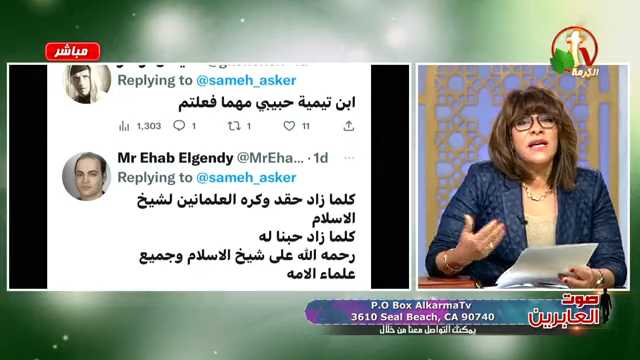 مباشر
tv
الكرمة
Replying to @sameh_asker
ابن تيمية حبيبي مهما فعلتم
1,303 1 1 11
Mr Ehab Elgendy @MrEha... · 1d
Replying to @sameh_asker
كلما زاد حقد وكره العلمانين لشيخ
الاسلام
كلما زاد حبنا له
رحمه الله على شيخ الاسلام وجميع
علماء الامه
P.O Box AlkarmaTv
3610 Seal Beach, CA 90740
يمكنك التواصل معنا من خلال
صوت
العابرين